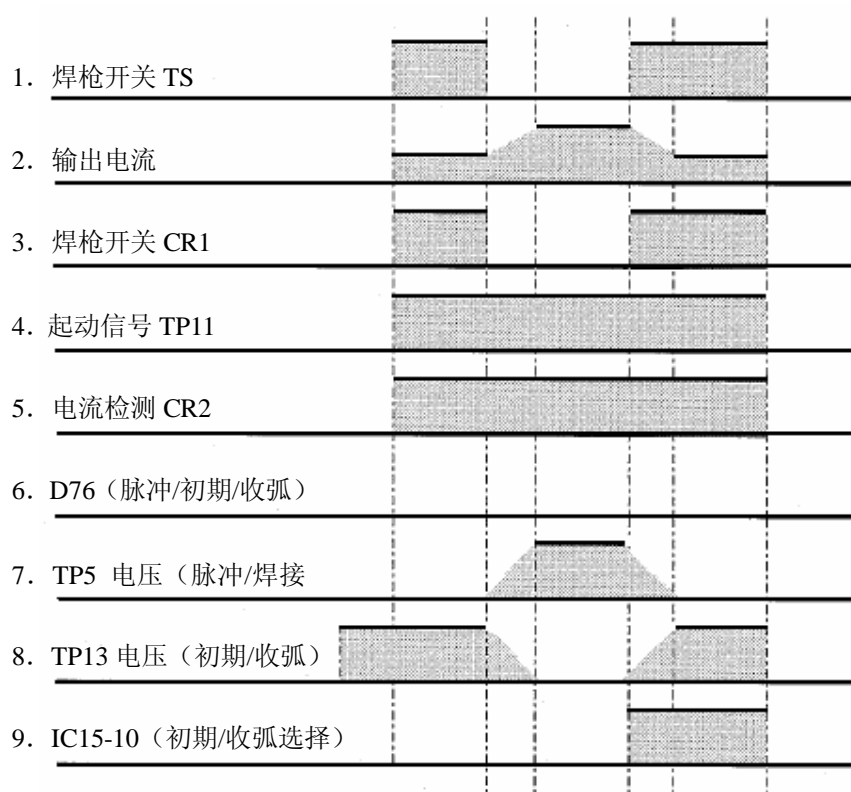 1．焊枪开关 TS
2．输出电流
3．焊枪开关 CR1
4．起动信号 TP11
5．电流检测 CR2
6．D76（脉冲/初期/收弧）
7．TP5 电压（脉冲/焊接
8．TP13 电压（初期/收弧）
9．IC15-10（初期/收弧选择）